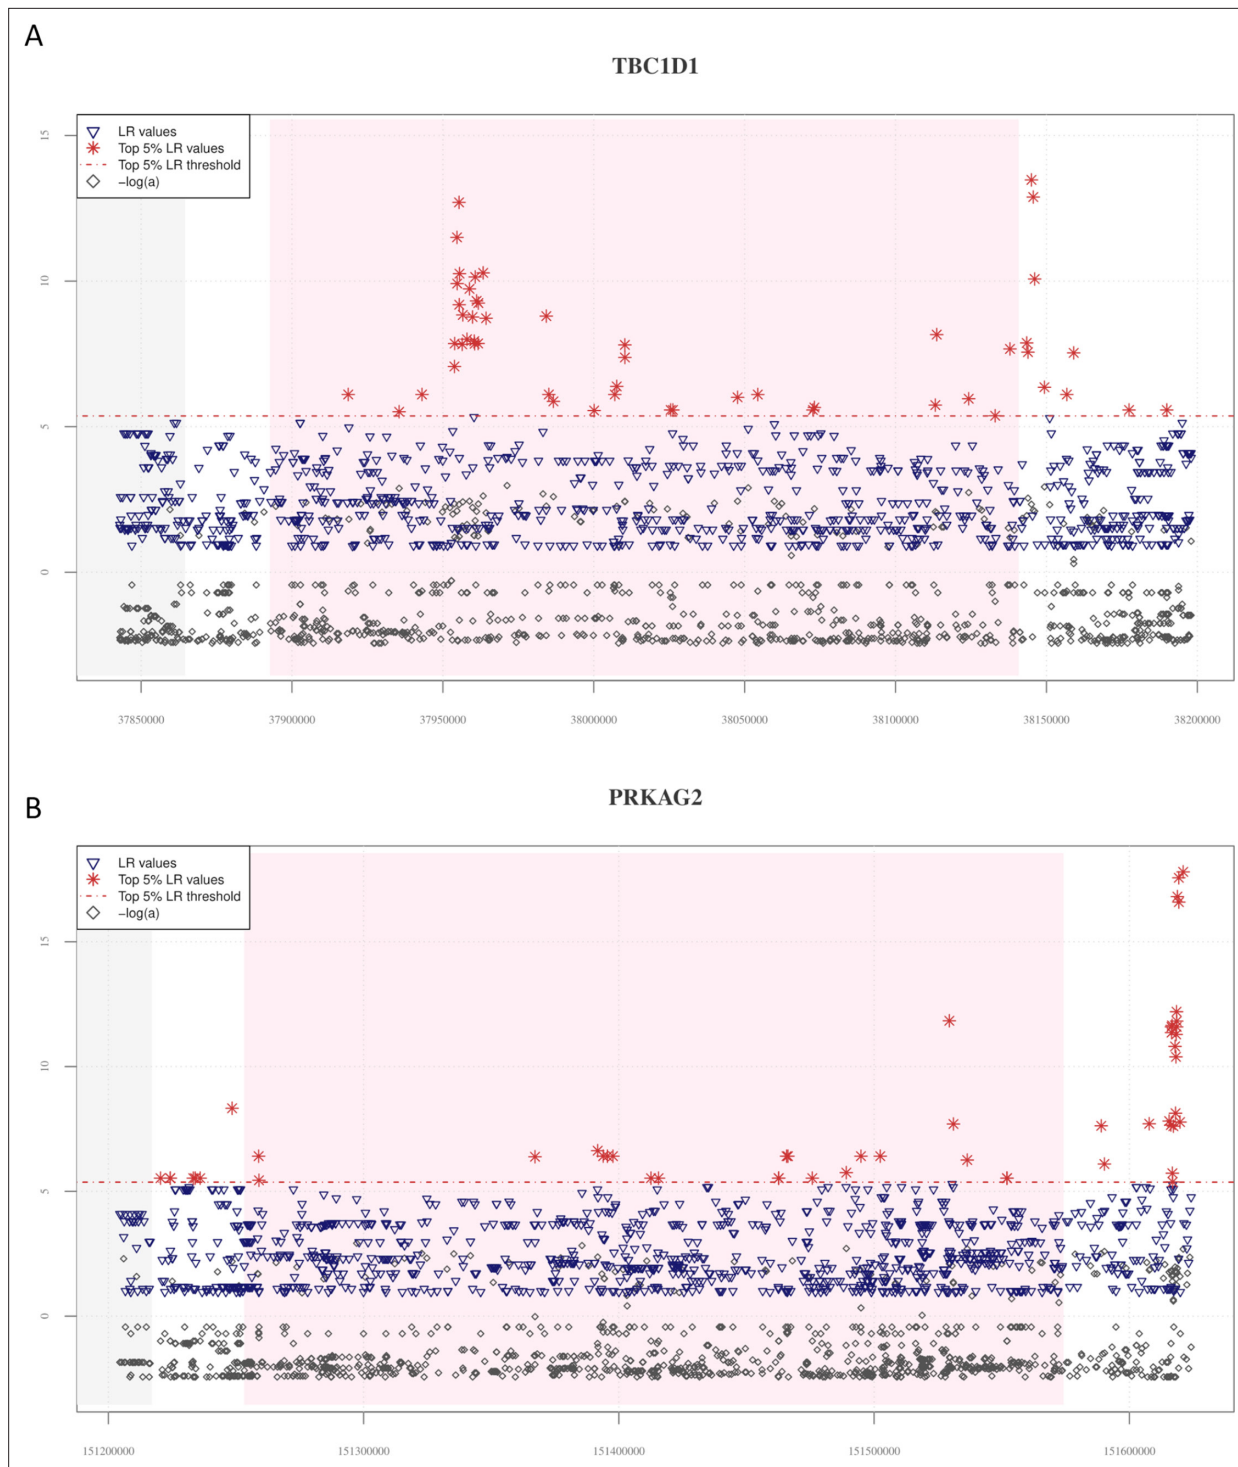 A
TBC1D1
LR values
Top 5% LR values
Top 5% LR threshold
−log(a)
15
10
5
0
37850000 37900000 37950000 38000000 38050000 38100000 38150000 38200000
B
PRKAG2
LR values
Top 5% LR values
Top 5% LR threshold
−log(a)
15
10
5
0
151200000 151300000 151400000 151500000 151600000